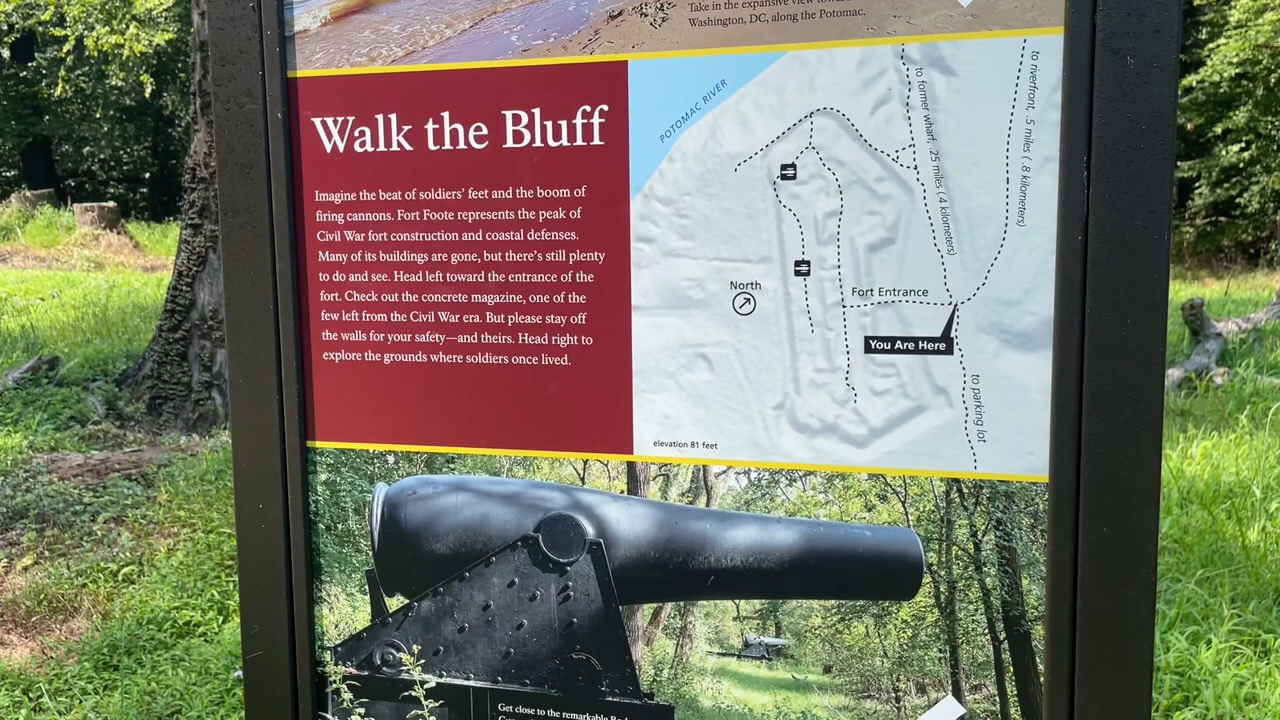 Take in the expansive view
Washington, DC, along the Potomac.
Walk the Bluff
Imagine the beat of soldiers’ feet and the boom of
firing cannons. Fort Foote represents the peak of
Civil War fort construction and coastal defenses.
Many of its buildings are gone, but there’s still plenty
to do and see. Head left toward the entrance of the
fort. Check out the concrete magazine, one of the
few left from the Civil War era. But please stay off
the walls for your safety—and theirs. Head right to
explore the grounds where soldiers once lived.
POTOMAC RIVER
to former wharf, .25 miles (.4 kilometers)
to riverfront, .5 miles (.8 kilometers)
North
Fort Entrance
You Are Here
to parking lot
elevation 81 feet
Get close to the remarkable